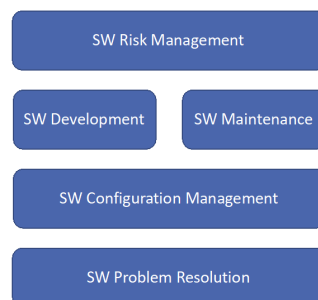 SW Risk Management
SW Development
SW Maintenance
SW Configuration Management
SW Problem Resolution